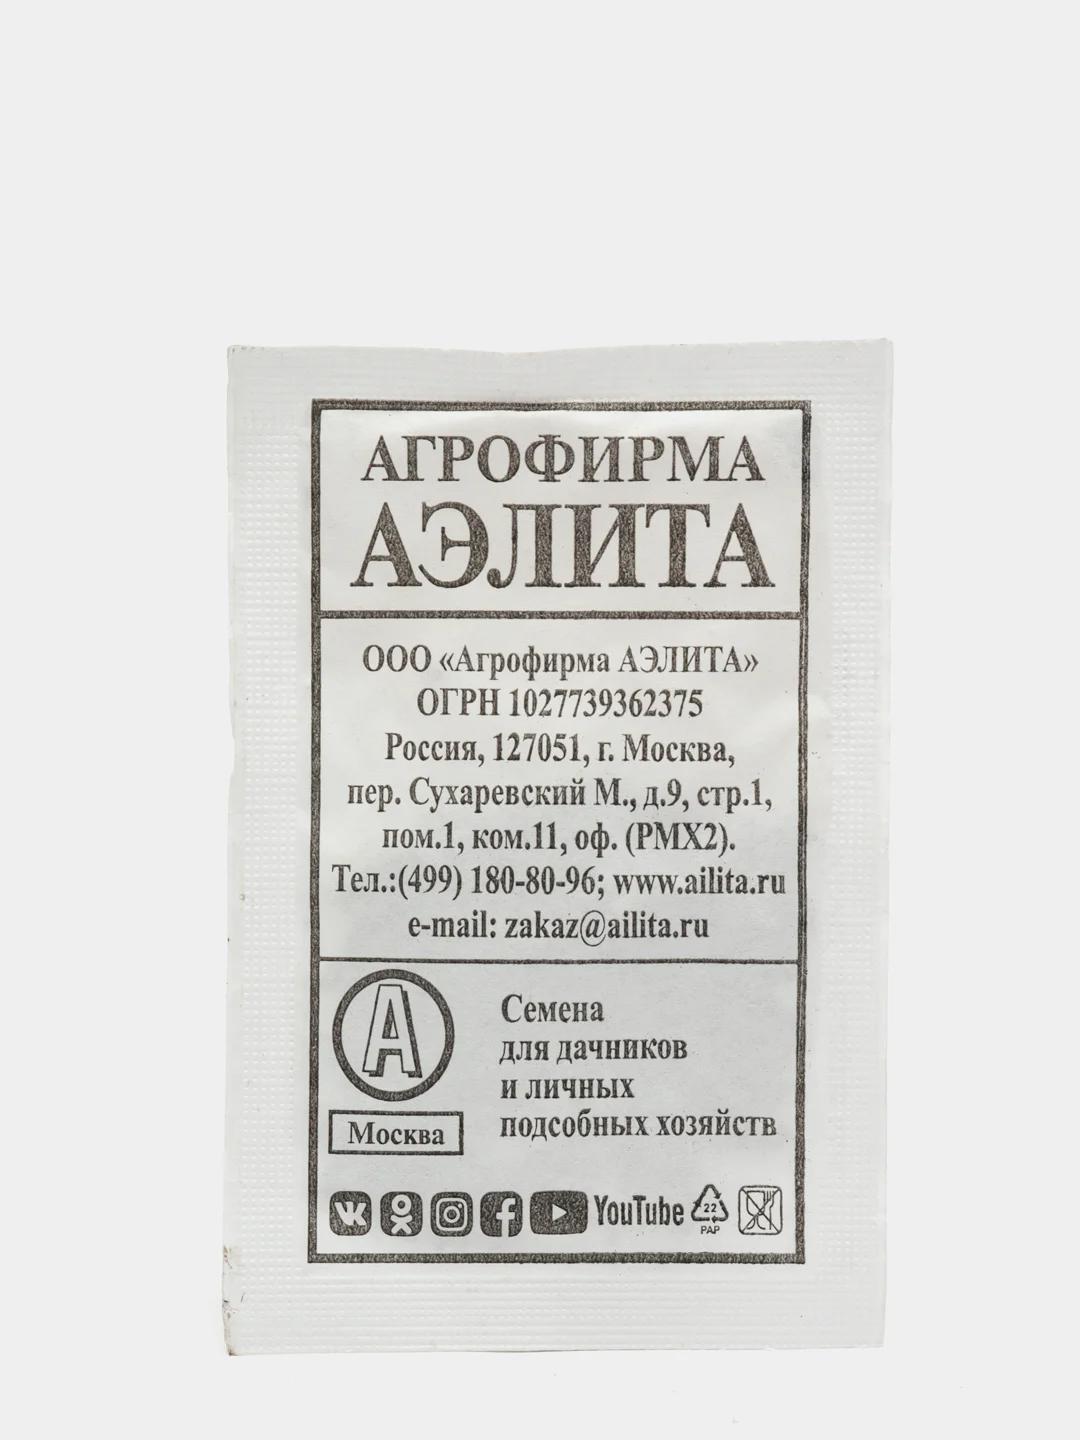 АГРОФИРМА
АЭЛИТА
ООО «Агрофирма АЭЛИТА»
ОГРН 1027739362375
Россия, 127051, г. Москва,
пер. Сухаревский М., д.9, стр.1,
пом.1, ком.11, оф. (РМХ2).
Тел.:(499) 180-80-96; www.ailita.ru
e-mail: zakaz@ailita.ru
А
Москва
Семена
для дачников
и личных
подсобных хозяйств
YouTube
22
PAP